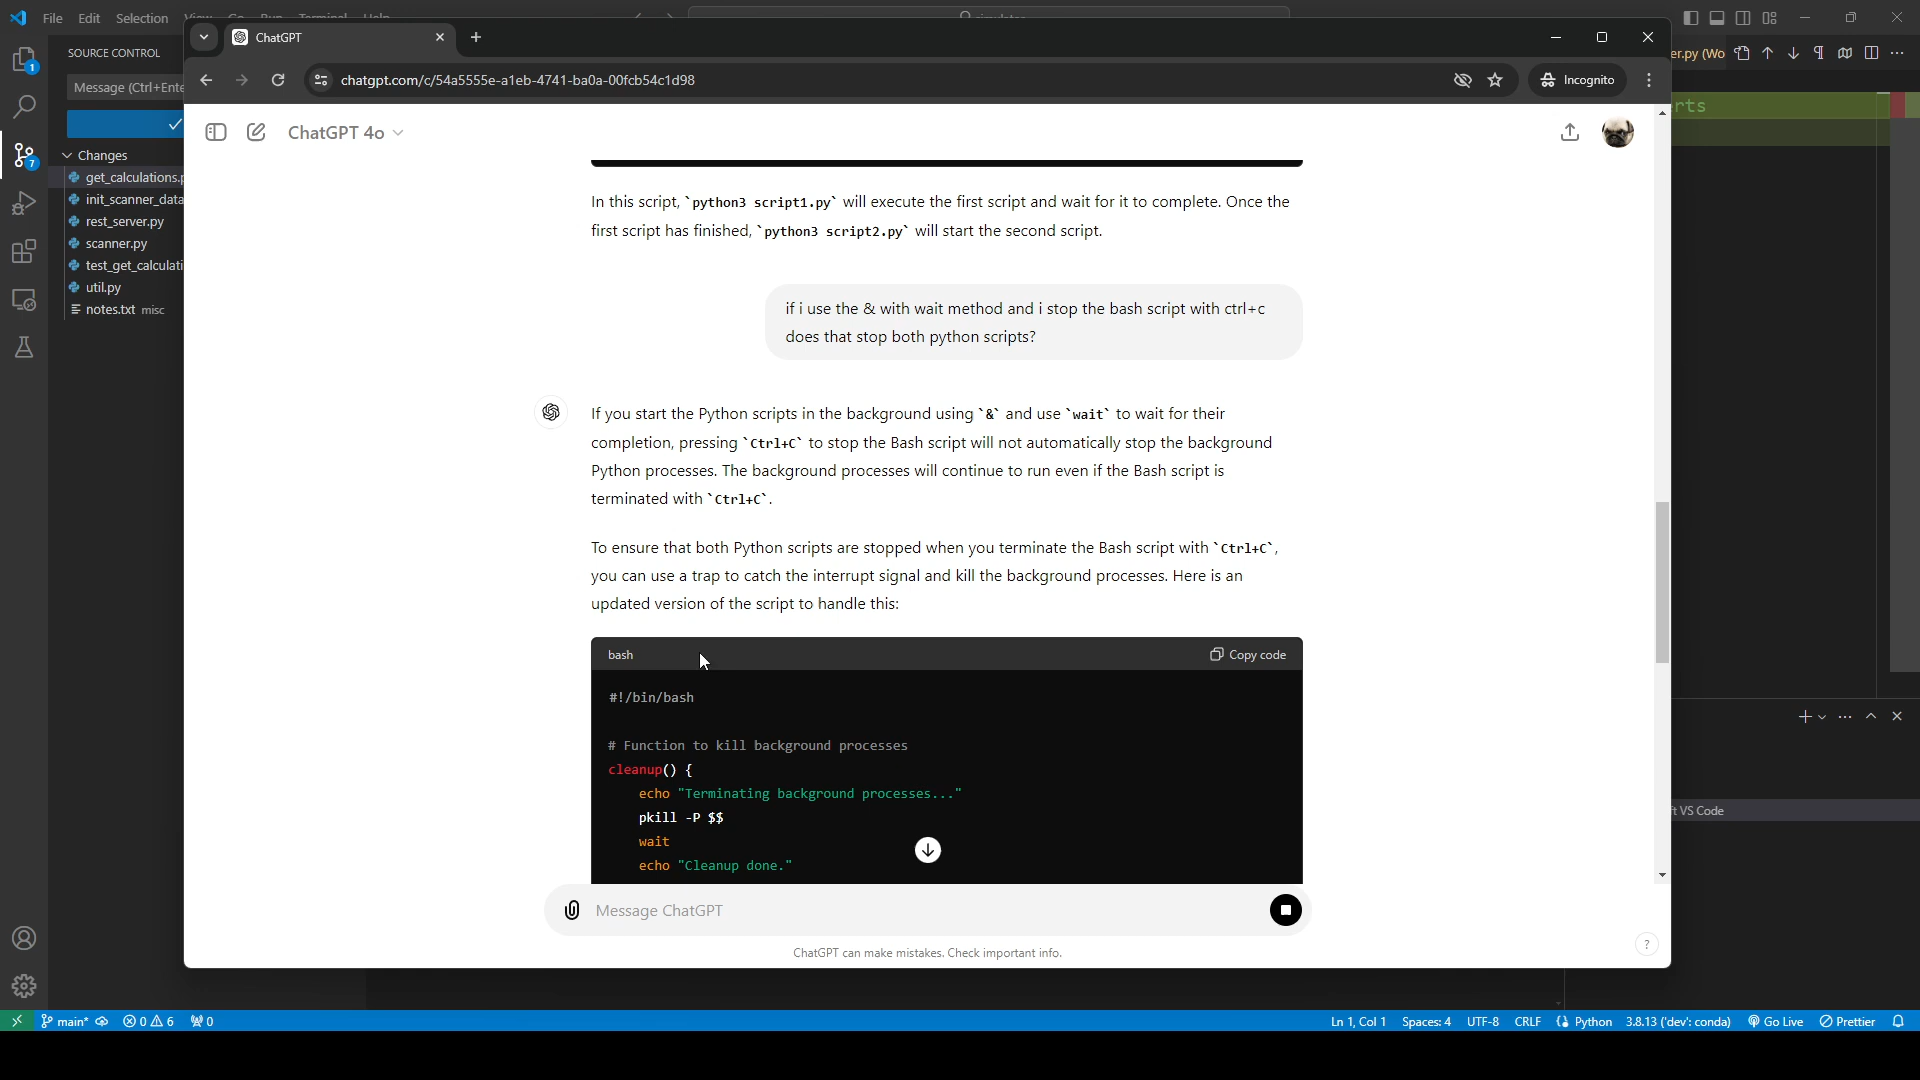 File Edit Selection View Go Run Terminal Help
SOURCE CONTROL
ChatGPT
er.py (Wo
chatgpt.com/c/54a5555e-a1eb-4741-ba0a-00fcb54c1d98
Incognito
Message (Ctrl+Ente
rts
Changes
get_calculations.p
init_scanner_data
rest_server.py
scanner.py
test_get_calculati
util.py
notes.txt misc
1
7
ChatGPT 4o
In this script, `python3 script1.py` will execute the first script and wait for it to complete. Once the
first script has finished, `python3 script2.py` will start the second script.
if i use the & with wait method and i stop the bash script with ctrl+c
does that stop both python scripts?
If you start the Python scripts in the background using `&` and use `wait` to wait for their
completion, pressing `Ctrl+C` to stop the Bash script will not automatically stop the background
Python processes. The background processes will continue to run even if the Bash script is
terminated with `Ctrl+C`.
To ensure that both Python scripts are stopped when you terminate the Bash script with `Ctrl+C`,
you can use a trap to catch the interrupt signal and kill the background processes. Here is an
updated version of the script to handle this:
bash
Copy code
#!/bin/bash
# Function to kill background processes
cleanup() {
echo "Terminating background processes..."
pkill -P $$
wait
echo "Cleanup done."
Message ChatGPT
ChatGPT can make mistakes. Check important info.
?
ft VS Code
main* 0 6 0
Ln 1, Col 1 Spaces: 4 UTF-8 CRLF Python 3.8.13 ('dev': conda) Go Live Prettier